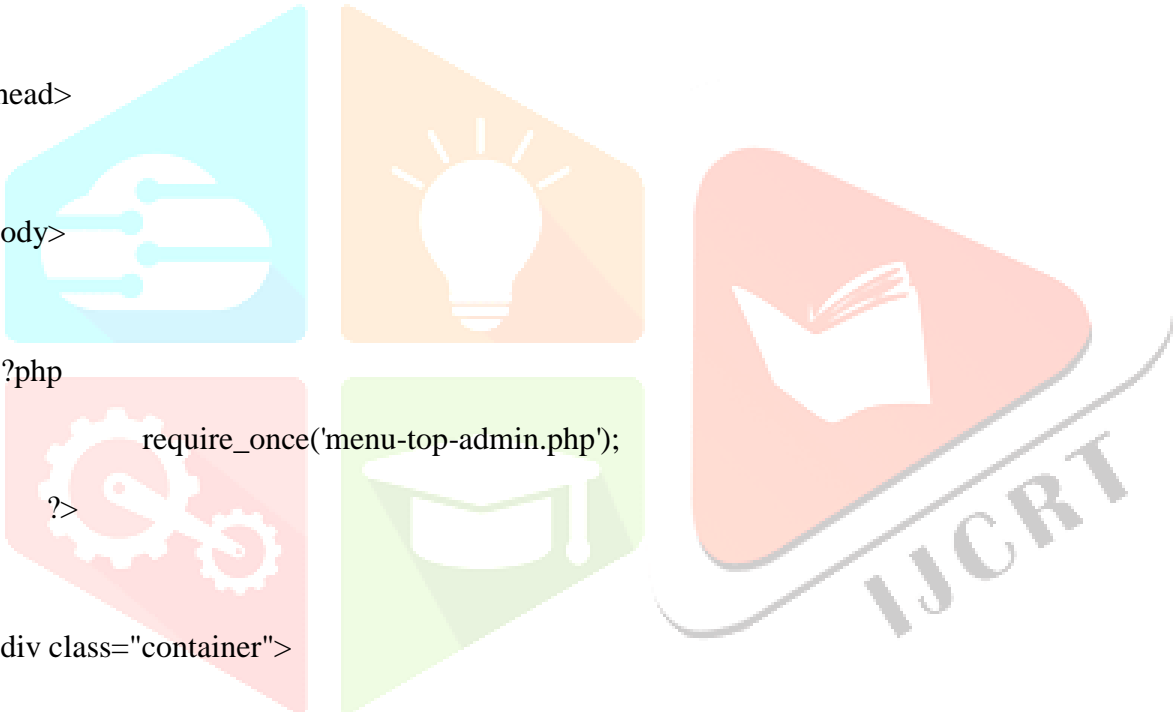 head>
ody>
?php
require_once('menu-top-admin.php');
?>
div class="container">
IJCRT